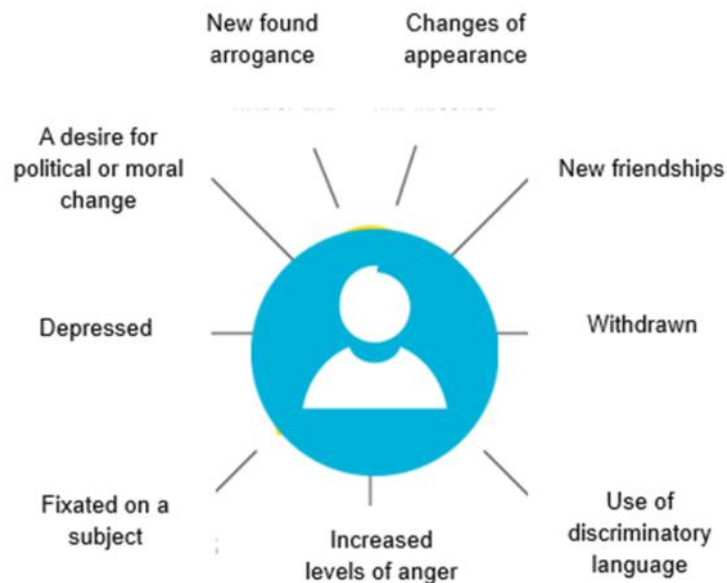 New found
arrogance
Changes of
appearance
A desire for
political or moral
change
New friendships
Depressed
Withdrawn
Fixated on a
subject
Increased
levels of anger
Use of
discriminatory
language